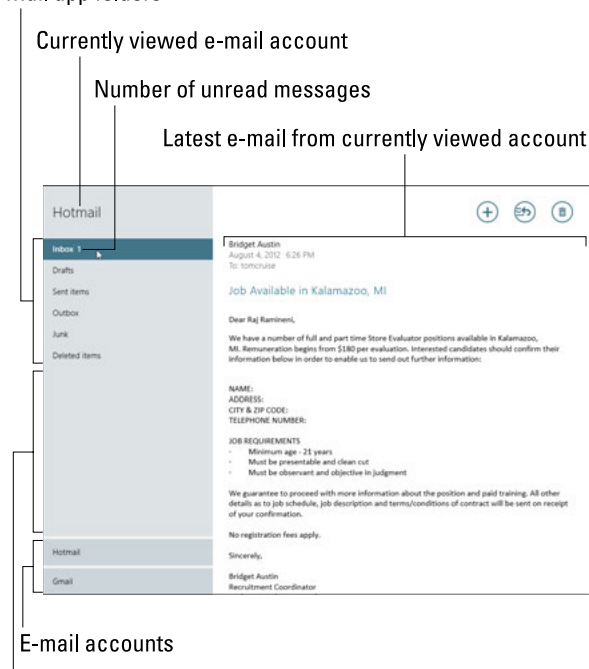 Currently viewed e-mail account
Number of unread messages
Latest e-mail from currently viewed account
Hotmail
Inbox 1
Drafts
Sent items
Outbox
Junk
Deleted items
Hotmail
Gmail
Bridget Austin
August 4, 2012 6:26 PM
To: tomcruise
Job Available in Kalamazoo, MI
Dear Raj Ramineni,
We have a number of full and part time Store Evaluator positions available in Kalamazoo,
MI. Remuneration begins from $180 per evaluation. Interested candidates should confirm their
information below in order to enable us to send out further information:
NAME:
ADDRESS:
CITY & ZIP CODE:
TELEPHONE NUMBER:
JOB REQUIREMENTS
- Minimum age - 21 years
- Must be presentable and clean cut
- Must be observant and objective in judgment
We guarantee to proceed with more information about the position and paid training. All other
details as to job schedule, job description and terms/conditions of contract will be sent on receipt
of your confirmation.
No registration fees apply.
Sincerely,
Bridget Austin
Recruitment Coordinator
E-mail accounts